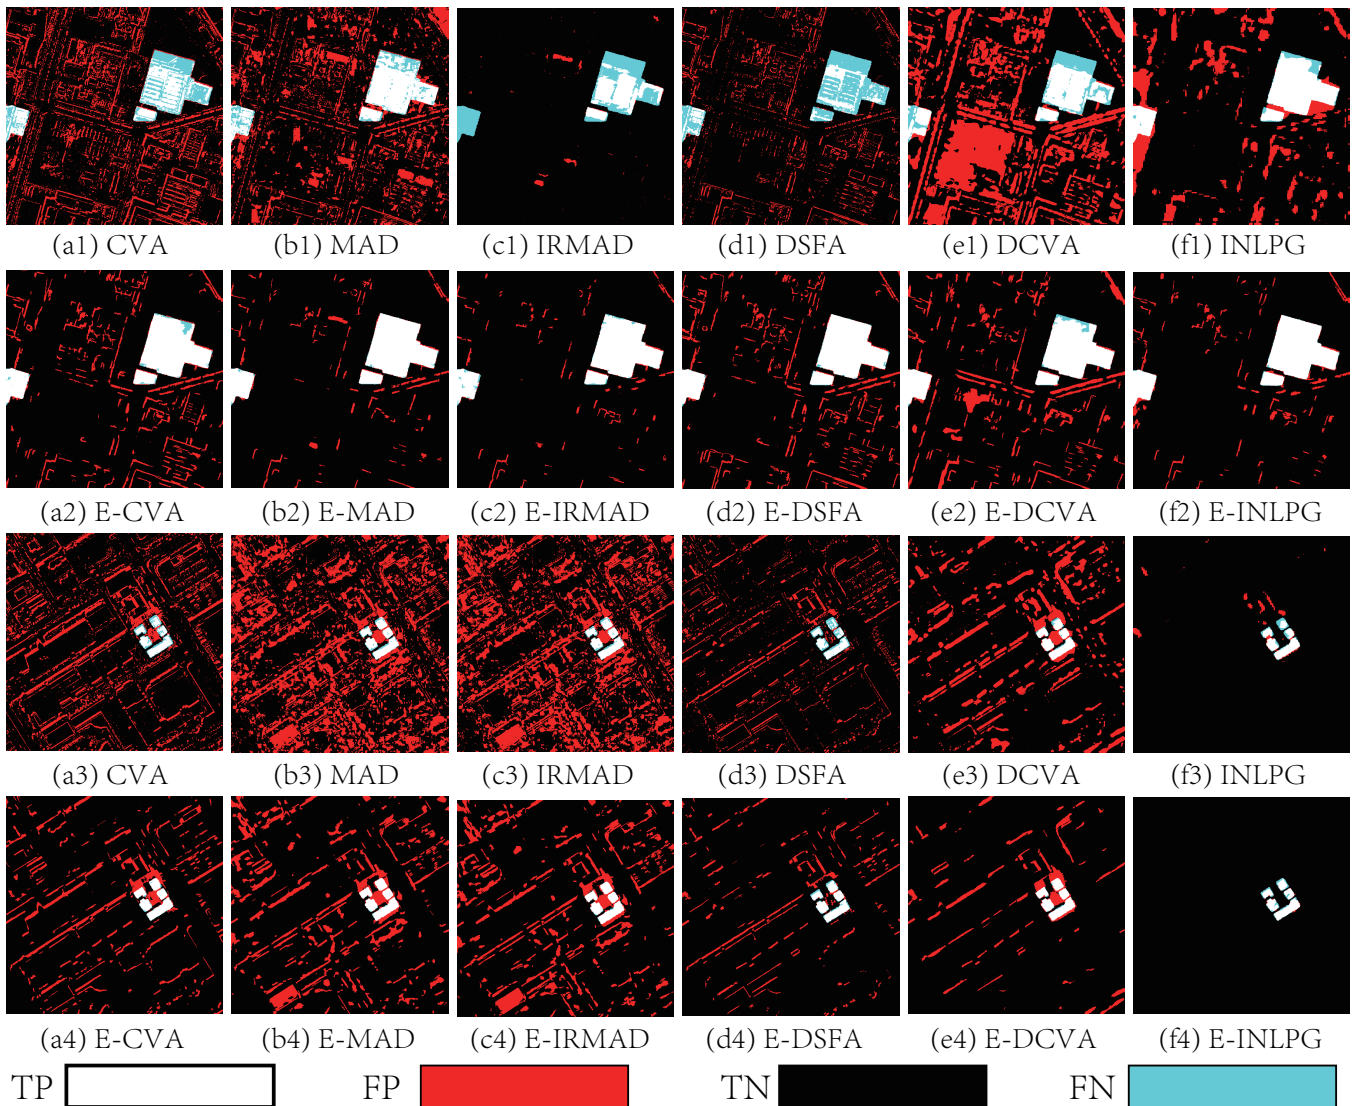 (a1) CVA (b1) MAD (c1) IRMAD (d1) DSFA (e1) DCVA (f1) INLPG
(a2) E-CVA (b2) E-MAD (c2) E-IRMAD (d2) E-DSFA (e2) E-DCVA (f2) E-INLPG
(a3) CVA (b3) MAD (c3) IRMAD (d3) DSFA (e3) DCVA (f3) INLPG
(a4) E-CVA (b4) E-MAD (c4) E-IRMAD (d4) E-DSFA (e4) E-DCVA (f4) E-INLPG
TP FP TN FN